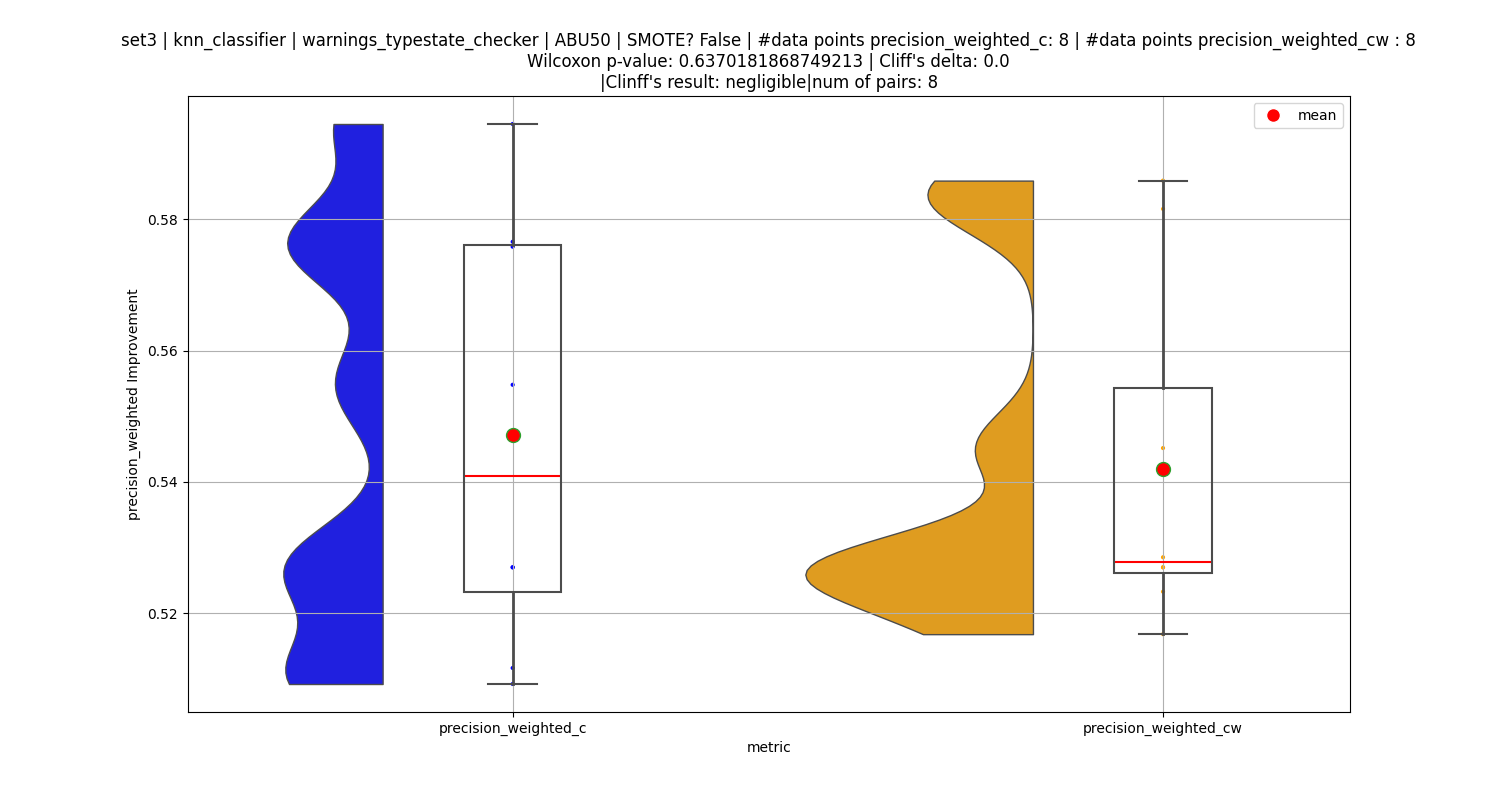 set3 | knn_classifier | warnings_typestate_checker | ABU50 | SMOTE? False | #data points precision_weighted_c: 8 | #data points precision_weighted_cw : 8
Wilcoxon p-value: 0.6370181868749213 | Cliff's delta: 0.0
|Clinff's result: negligible|num of pairs: 8
mean
0.58
0.56
0.54
0.52
precision_weighted Improvement
precision_weighted_c
precision_weighted_cw
metric